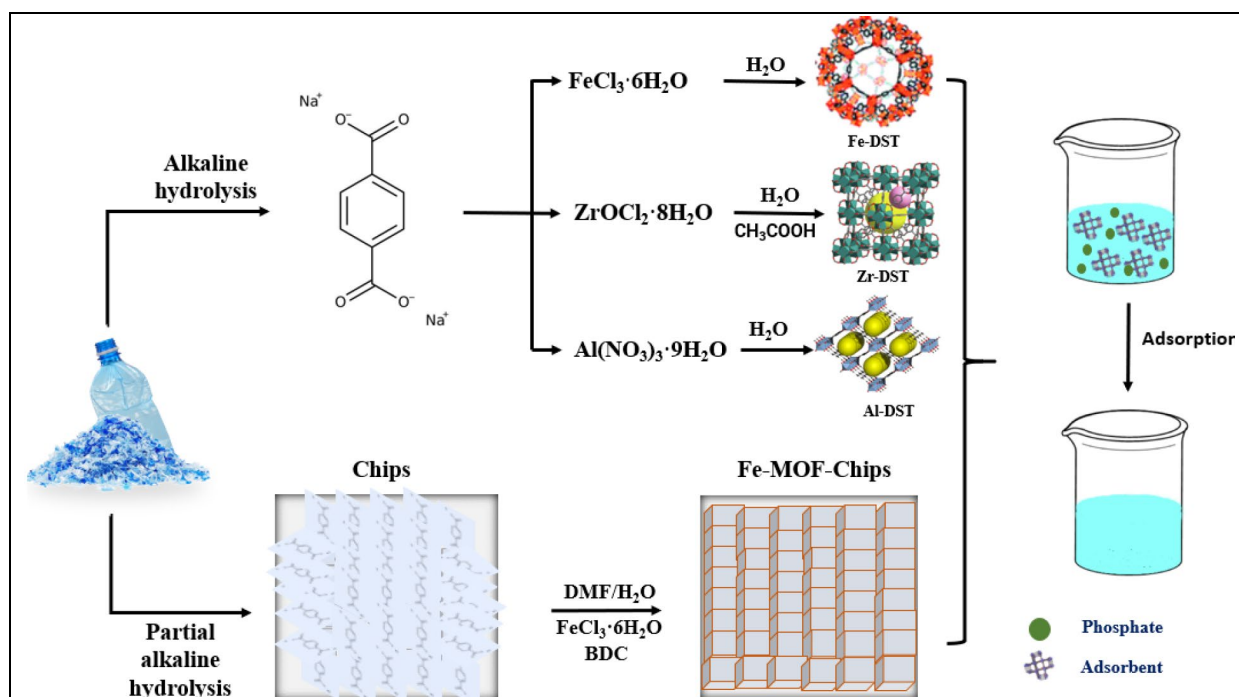 Alkaline
hydrolysis
Na⁺
O⁻
O
O
O⁻
Na⁺
FeCl₃·6H₂O
H₂O
Fe-DST
ZrOCl₂·8H₂O
H₂O
CH₃COOH
Zr-DST
Al(NO₃)₃·9H₂O
H₂O
Al-DST
Adsorptior
Partial
alkaline
hydrolysis
Chips
DMF/H₂O
FeCl₃·6H₂O
BDC
Fe-MOF-Chips
Phosphate
Adsorbent